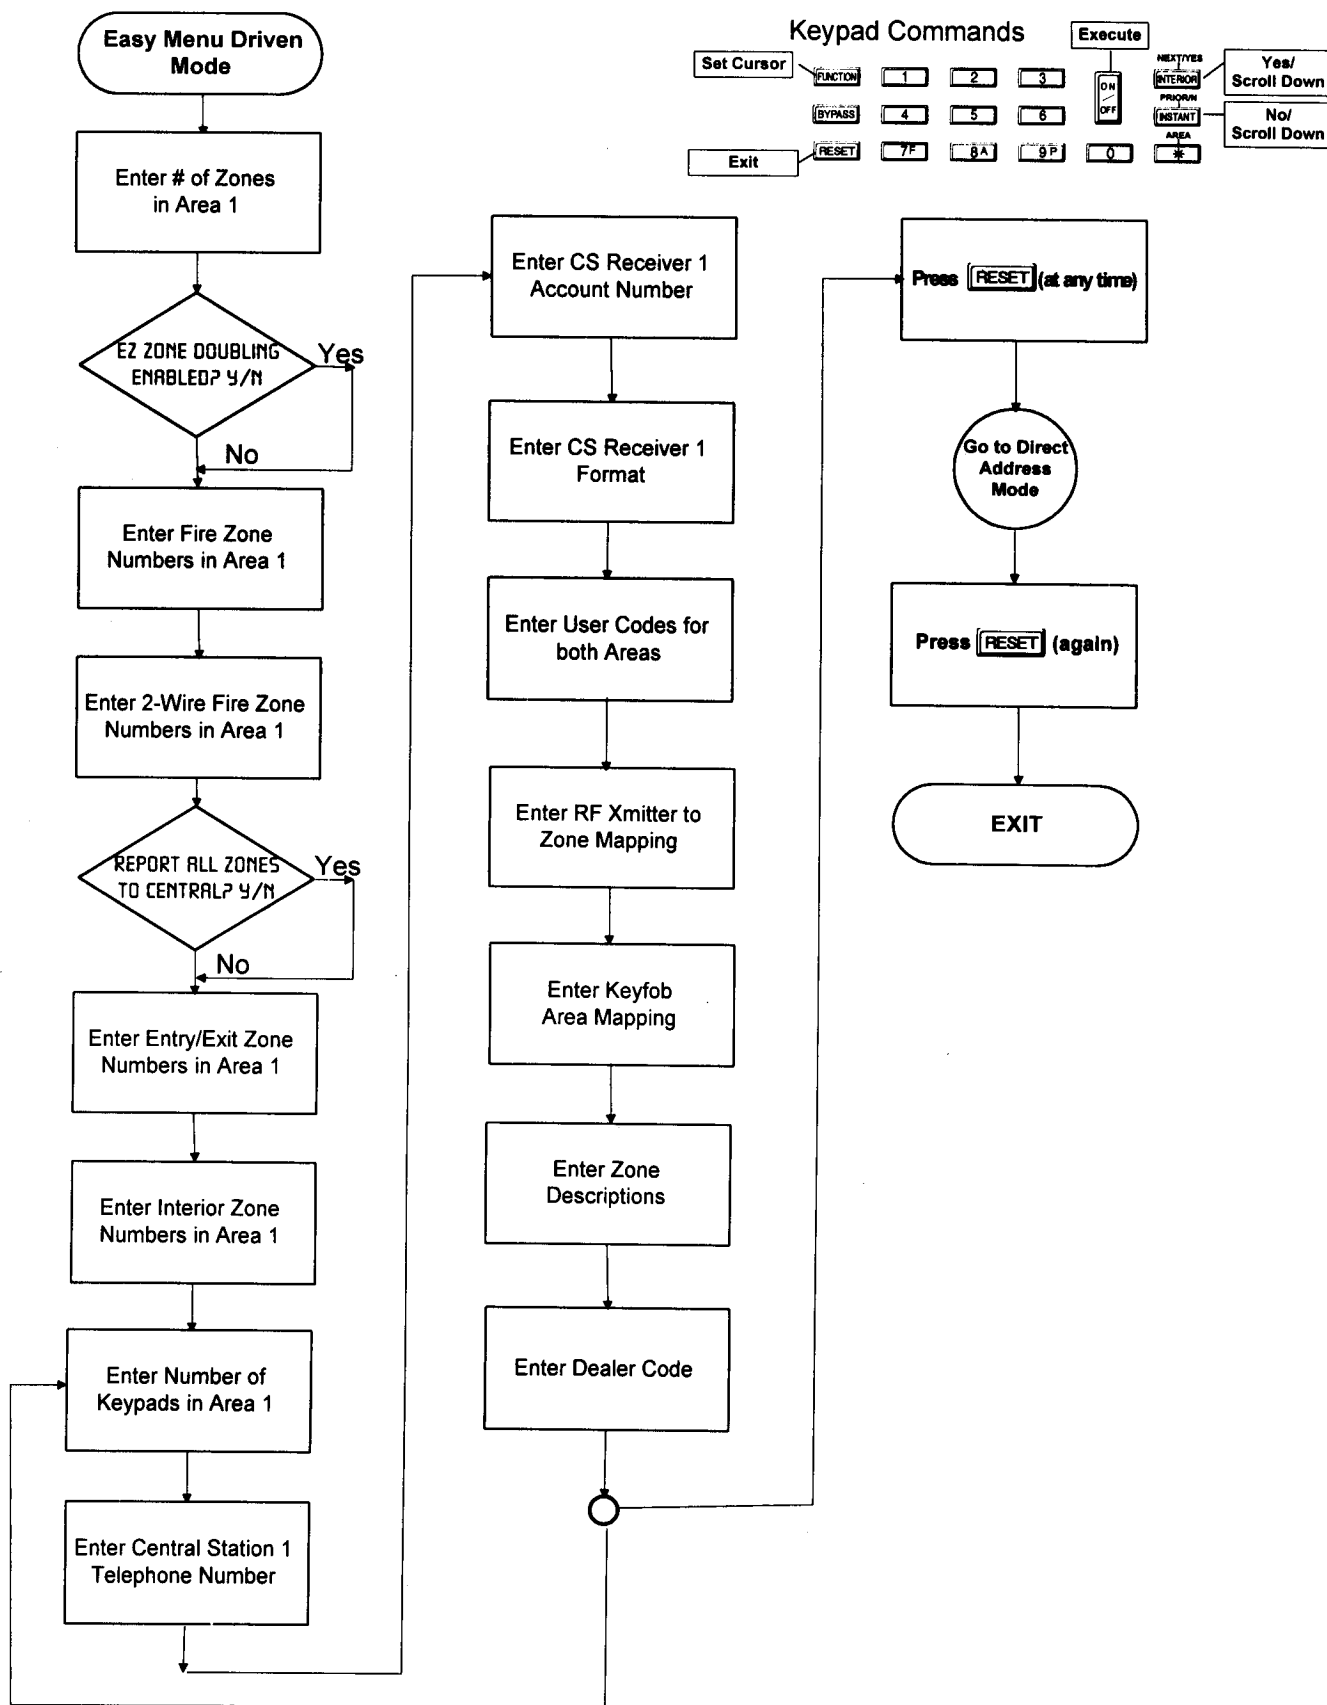 Easy Menu Driven
Mode
Enter # of Zones
in Area 1
EZ ZONE DOUBLING
ENABLED? Y/N
Yes
No
Enter Fire Zone
Numbers in Area 1
Enter 2-Wire Fire Zone
Numbers in Area 1
REPORT ALL ZONES
TO CENTRAL? Y/N
Yes
No
Enter Entry/Exit Zone
Numbers in Area 1
Enter Interior Zone
Numbers in Area 1
Enter Number of
Keypads in Area 1
Enter Central Station 1
Telephone Number
Enter CS Receiver 1
Account Number
Enter CS Receiver 1
Format
Enter User Codes for
both Areas
Enter RF Xmitter to
Zone Mapping
Enter Keyfob
Area Mapping
Enter Zone
Descriptions
Enter Dealer Code
Keypad Commands
Execute
Set Cursor
FUNCTION 1 2 3
ON
/
OFF
NEXT/YES
INTERIOR
Yes/
Scroll Down
BYPASS 4 5 6
PRIOR/N
INSTANT
No/
Scroll Down
AREA
Exit
RESET 7F 8A 9P 0 *
Press RESET (at any time)
Go to Direct
Address
Mode
Press RESET (again)
EXIT